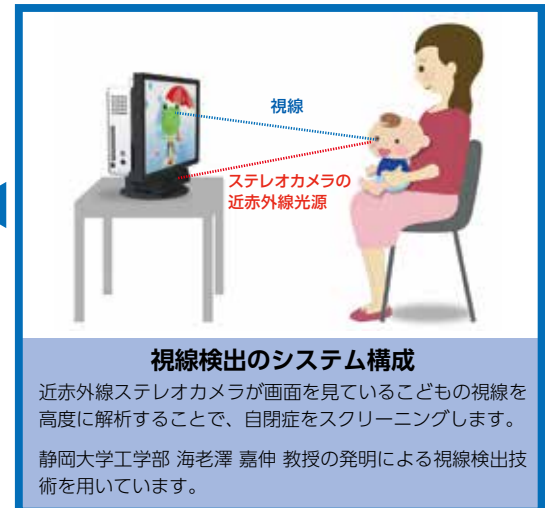 視線
ステレオカメラの
近赤外線光源
視線検出のシステム構成
近赤外線ステレオカメラが画面を見ているこどもの視線を
高度に解析することで、自閉症をスクリーニングします。
静岡大学工学部 海老澤 嘉伸 教授の発明による視線検出技
術を用いています。